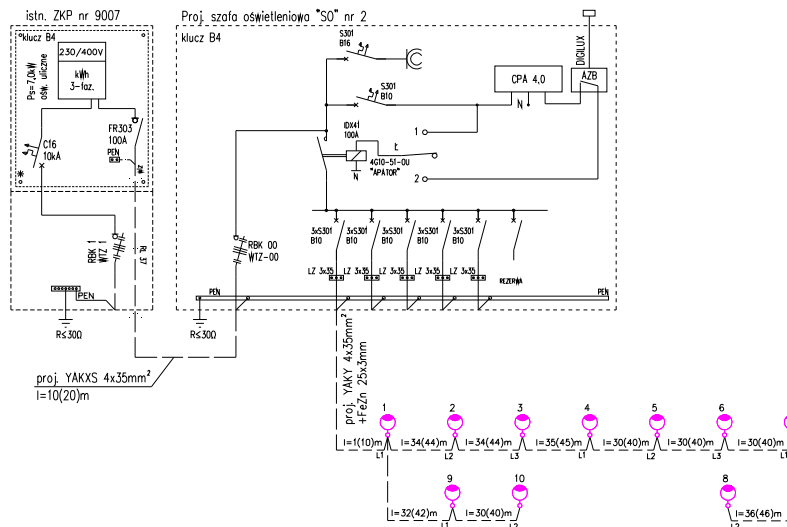 istn. ZKP nr 9007
klucz B4
230/400V
kWh
3-faz.
Ps=7,0kW
ośw. uliczne
C16
10kA
FR303
100A
PEN
RBK 1
WTZ 1
RL 37
PEN
R≤30Ω
proj. YAKXS 4x35mm²
l=10(20)m
Proj. szafa oświetleniowa "SO" nr 2
klucz B4
S301
B16
S301
B10
CPA 4.0
N
DIGILUX
AZB
IDX41
100A
N
t
4G10-51-OU
"APATOR"
1
2
RBK 00
WTZ-00
3xS301
B10
3xS301
B10
3xS301
B10
3xS301
B10
3xS301
B10
LZ 3x35
LZ 3x35
LZ 3x35
LZ 3x35
LZ 3x35
REZERWA
PEN
PEN
R≤30Ω
proj. YAKY 4x35mm²
+FeZn 25x3mm
1 2 3 4 5 6
l=1(10)m l=34(44)m l=34(44)m l=35(45)m l=30(40)m l=30(40)m l=30(40)m
L1 L2 L3 L1 L2 L3 L1
9 10 8
l=32(42)m l=30(40)m l=36(46)m
L1 L2 L2